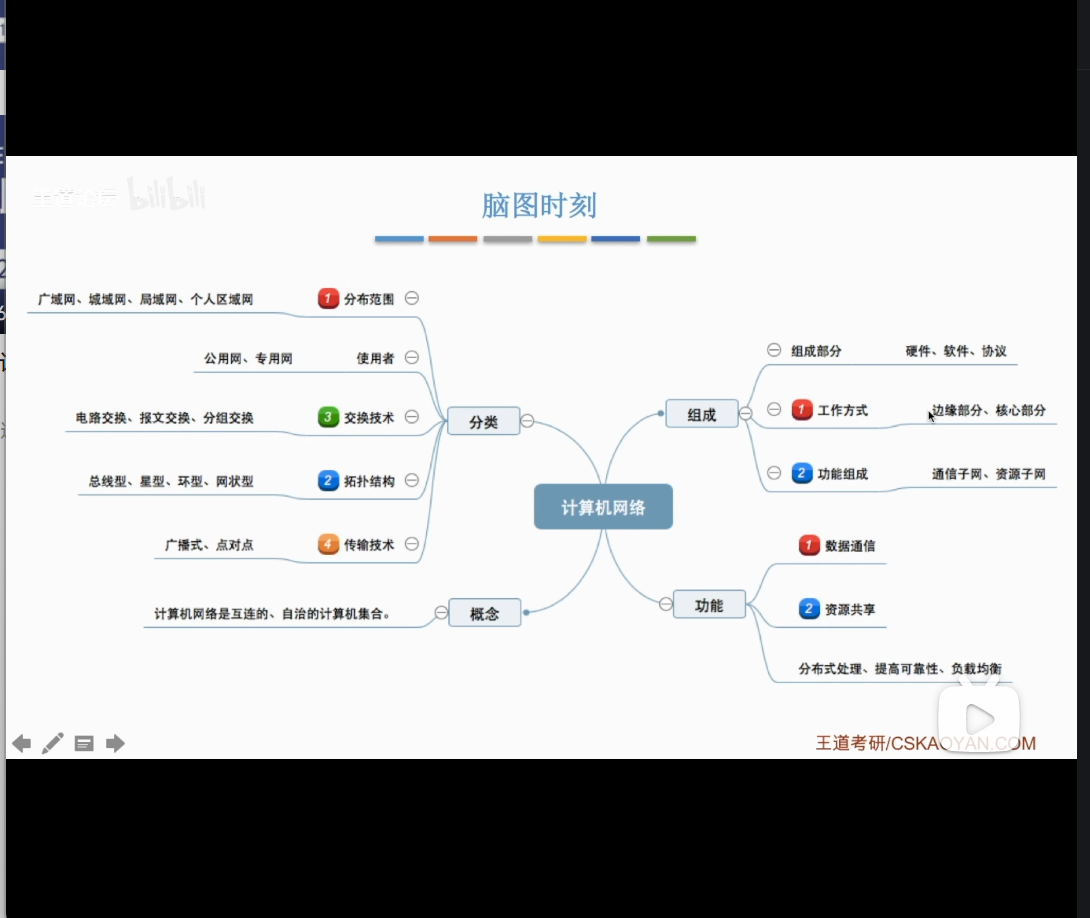 王道论坛 bilibili
脑图时刻
广域网、城域网、局域网、个人区域网
1 分布范围
公用网、专用网
使用者
电路交换、报文交换、分组交换
3 交换技术
总线型、星型、环型、网状型
2 拓扑结构
广播式、点对点
4 传输技术
分类
计算机网络是互连的、自治的计算机集合。
概念
计算机网络
组成
组成部分
硬件、软件、协议
1 工作方式
边缘部分、核心部分
2 功能组成
通信子网、资源子网
功能
1 数据通信
2 资源共享
分布式处理、提高可靠性、负载均衡
王道考研/CSKAOYAN.COM